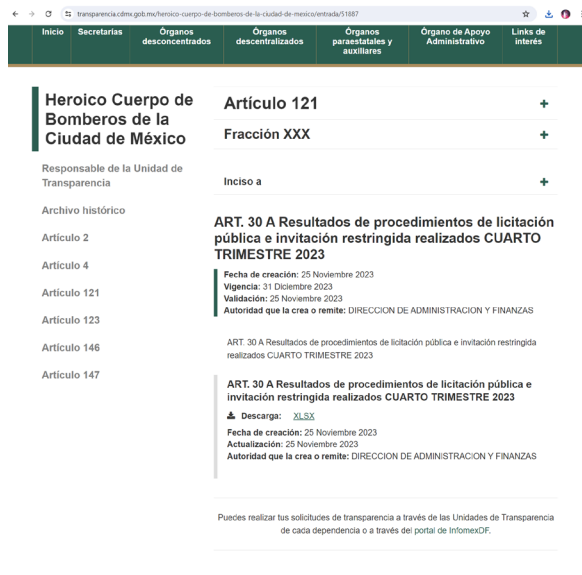 transparencia.cdmx.gob.mx/heroico-cuerpo-de-bomberos-de-la-ciudad-de-mexico/entrada/51887
Inicio
Secretarias
Órganos
desconcentrados
Órganos
descentralizados
Órganos
paraestatales y
auxiliares
Órgano de Apoyo
Administrativo
Links de
interés
Heroico Cuerpo de
Bomberos de la
Ciudad de México
Responsable de la Unidad de
Transparencia
Archivo histórico
Artículo 2
Artículo 4
Artículo 121
Artículo 123
Artículo 146
Artículo 147
Artículo 121 +
Fracción XXX +
Inciso a +
ART. 30 A Resultados de procedimientos de licitación
pública e invitación restringida realizados CUARTO
TRIMESTRE 2023
Fecha de creación: 25 Noviembre 2023
Vigencia: 31 Diciembre 2023
Validación: 25 Noviembre 2023
Autoridad que la crea o remite: DIRECCION DE ADMINISTRACION Y FINANZAS
ART. 30 A Resultados de procedimientos de licitación pública e invitación restringida
realizados CUARTO TRIMESTRE 2023
ART. 30 A Resultados de procedimientos de licitación pública e
invitación restringida realizados CUARTO TRIMESTRE 2023
Descarga: XLSX
Fecha de creación: 25 Noviembre 2023
Actualización: 25 Noviembre 2023
Autoridad que la crea o remite: DIRECCION DE ADMINISTRACION Y FINANZAS
Puedes realizar tus solicitudes de transparencia a través de las Unidades de Transparencia
de cada dependencia o a través del portal de InfomexDF.